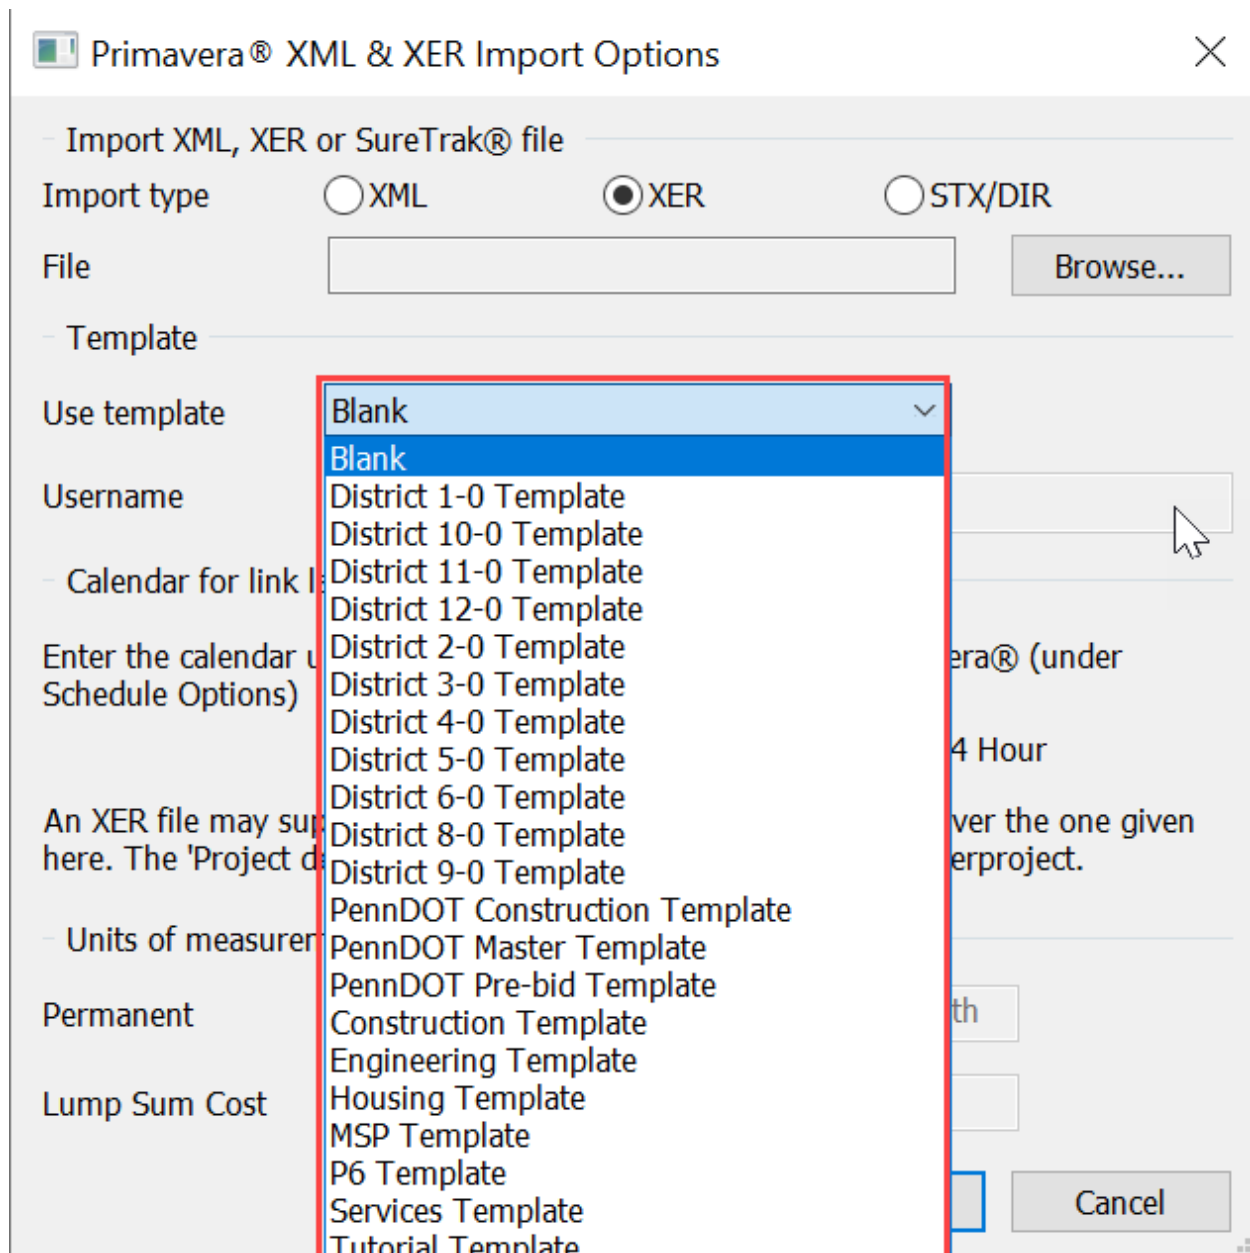 Primavera® XML & XER Import Options
Import XML, XER or SureTrak® file
Import type XML XER STX/DIR
File Browse...
Template
Use template Blank
Blank
Username
District 1-0 Template
District 10-0 Template
District 11-0 Template
Calendar for link
District 12-0 Template
District 2-0 Template
Enter the calendar era® (under
District 3-0 Template
Schedule Options)
District 4-0 Template
District 5-0 Template
4 Hour
District 6-0 Template
An XER file may sup ver the one given
District 8-0 Template
here. The 'Project d erproject.
District 9-0 Template
PennDOT Construction Template
Units of measurem
PennDOT Master Template
PennDOT Pre-bid Template
Permanent th
Construction Template
Engineering Template
Housing Template
Lump Sum Cost
MSP Template
P6 Template
Services Template
Cancel
Tutorial Template